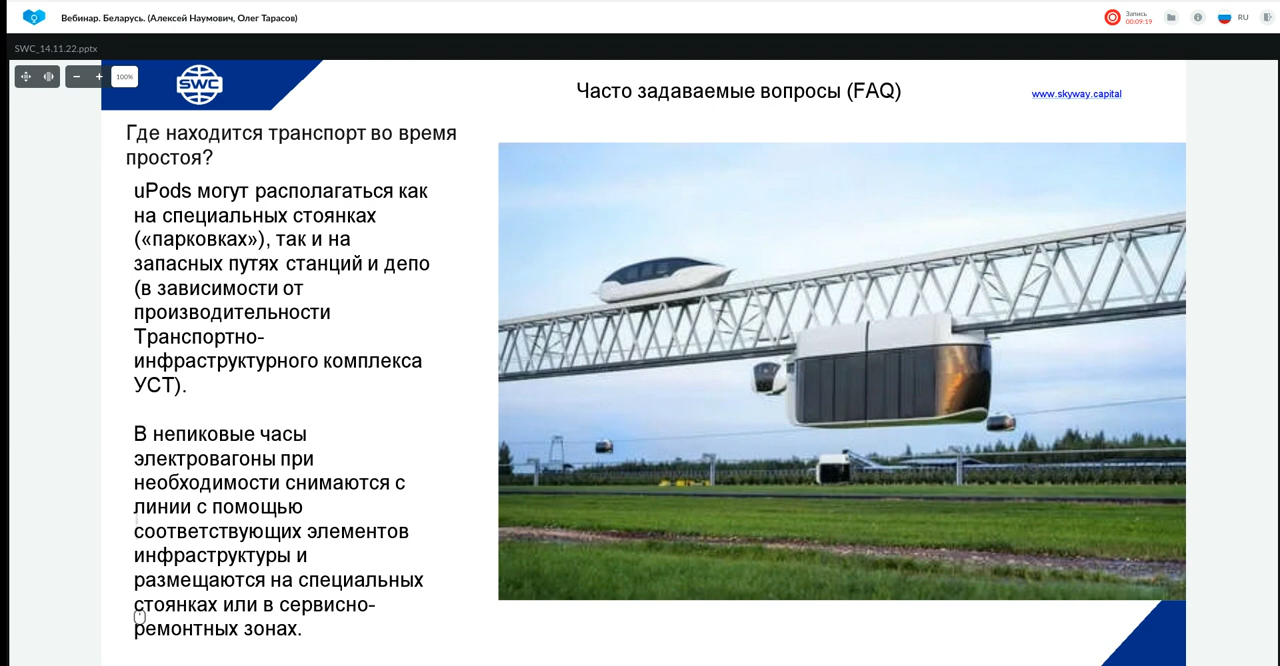 Вебинар. Беларусь. (Алексей Наумович, Олег Тарасов)
Запись
00:09:19
RU
SWC_14.11.22.pptx
100%
SWC
Часто задаваемые вопросы (FAQ)
www.skyway.capital
Где находится транспорт во время
простоя?
uPods могут располагаться как
на специальных стоянках
(«парковках»), так и на
запасных путях станций и депо
(в зависимости от
производительности
Транспортно-
инфраструктурного комплекса
УСТ).
В непиковые часы
электровагоны при
необходимости снимаются с
линии с помощью
соответствующих элементов
инфраструктуры и
размещаются на специальных
стоянках или в сервисно-
ремонтных зонах.